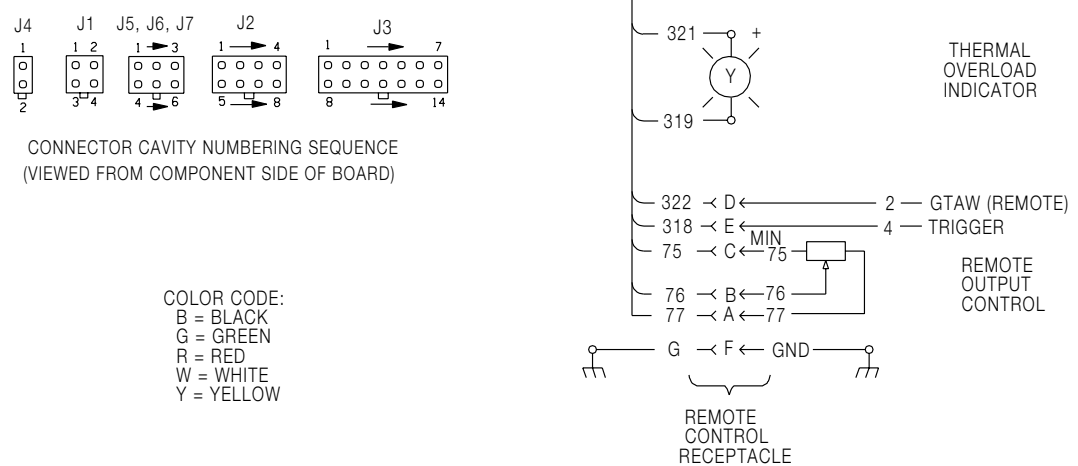 J4 J1 J5, J6, J7 J2 J3
1 1 2 1 3 1 4 1 7
2 3 4 4 6 5 8 8 14
CONNECTOR CAVITY NUMBERING SEQUENCE
(VIEWED FROM COMPONENT SIDE OF BOARD)
COLOR CODE:
B = BLACK
G = GREEN
R = RED
W = WHITE
Y = YELLOW
321 +
Y
319
THERMAL
OVERLOAD
INDICATOR
322 D 2 GTAW (REMOTE)
318 E 4 TRIGGER
MIN
75 C 75
76 B 76
77 A 77
REMOTE
OUTPUT
CONTROL
G F GND
REMOTE
CONTROL
RECEPTACLE